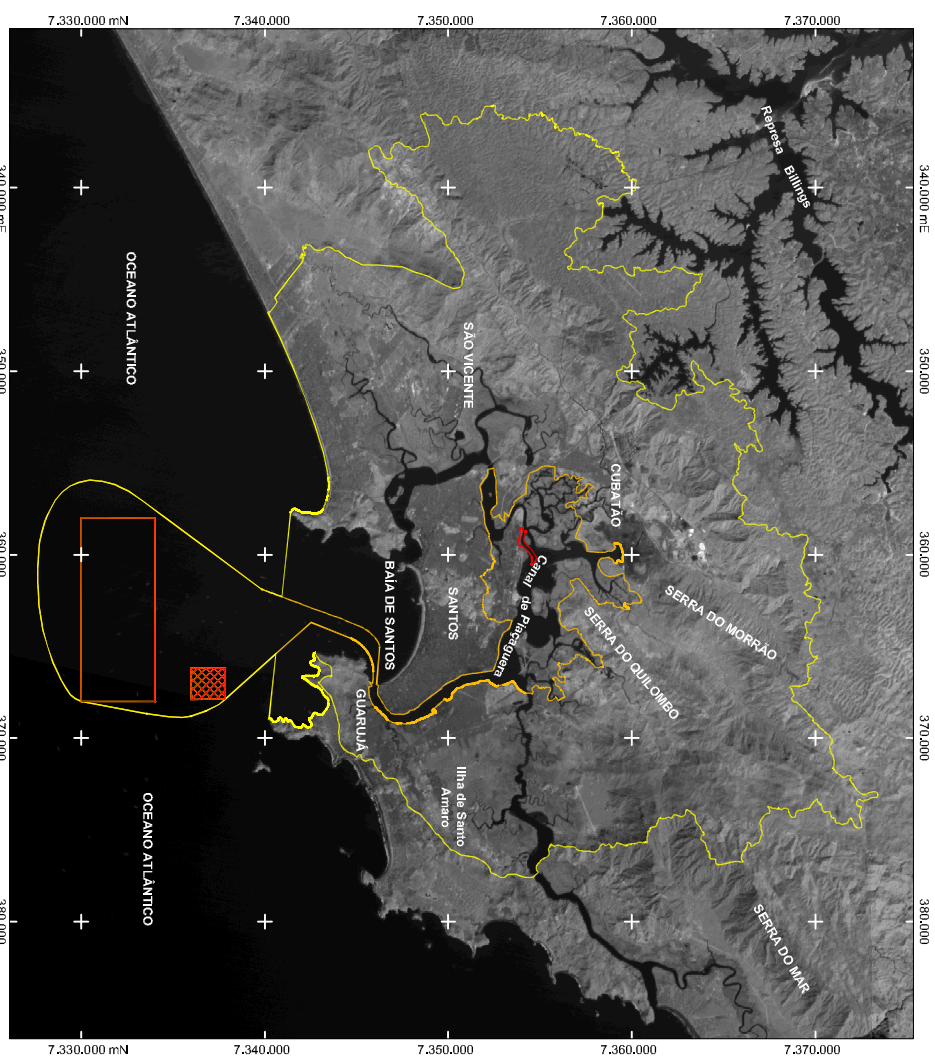 7.330.000 mN
7.340.000
7.350.000
7.360.000
7.370.000
340.000 mE
340.000 mE
350.000
350.000
360.000
360.000
370.000
370.000
380.000
380.000
Represa Billings
OCEANO ATLÂNTICO
SÃO VICENTE
CUBATÃO
Canal de Piaçaguera
SERRA DO MORRÃO
SERRA DO QUILOMBO
BAÍA DE SANTOS
SANTOS
GUARUJÁ
Ilha de Santo
Amaro
OCEANO ATLÂNTICO
SERRA DO MAR
7.330.000 mN
7.340.000
7.350.000
7.360.000
7.370.000